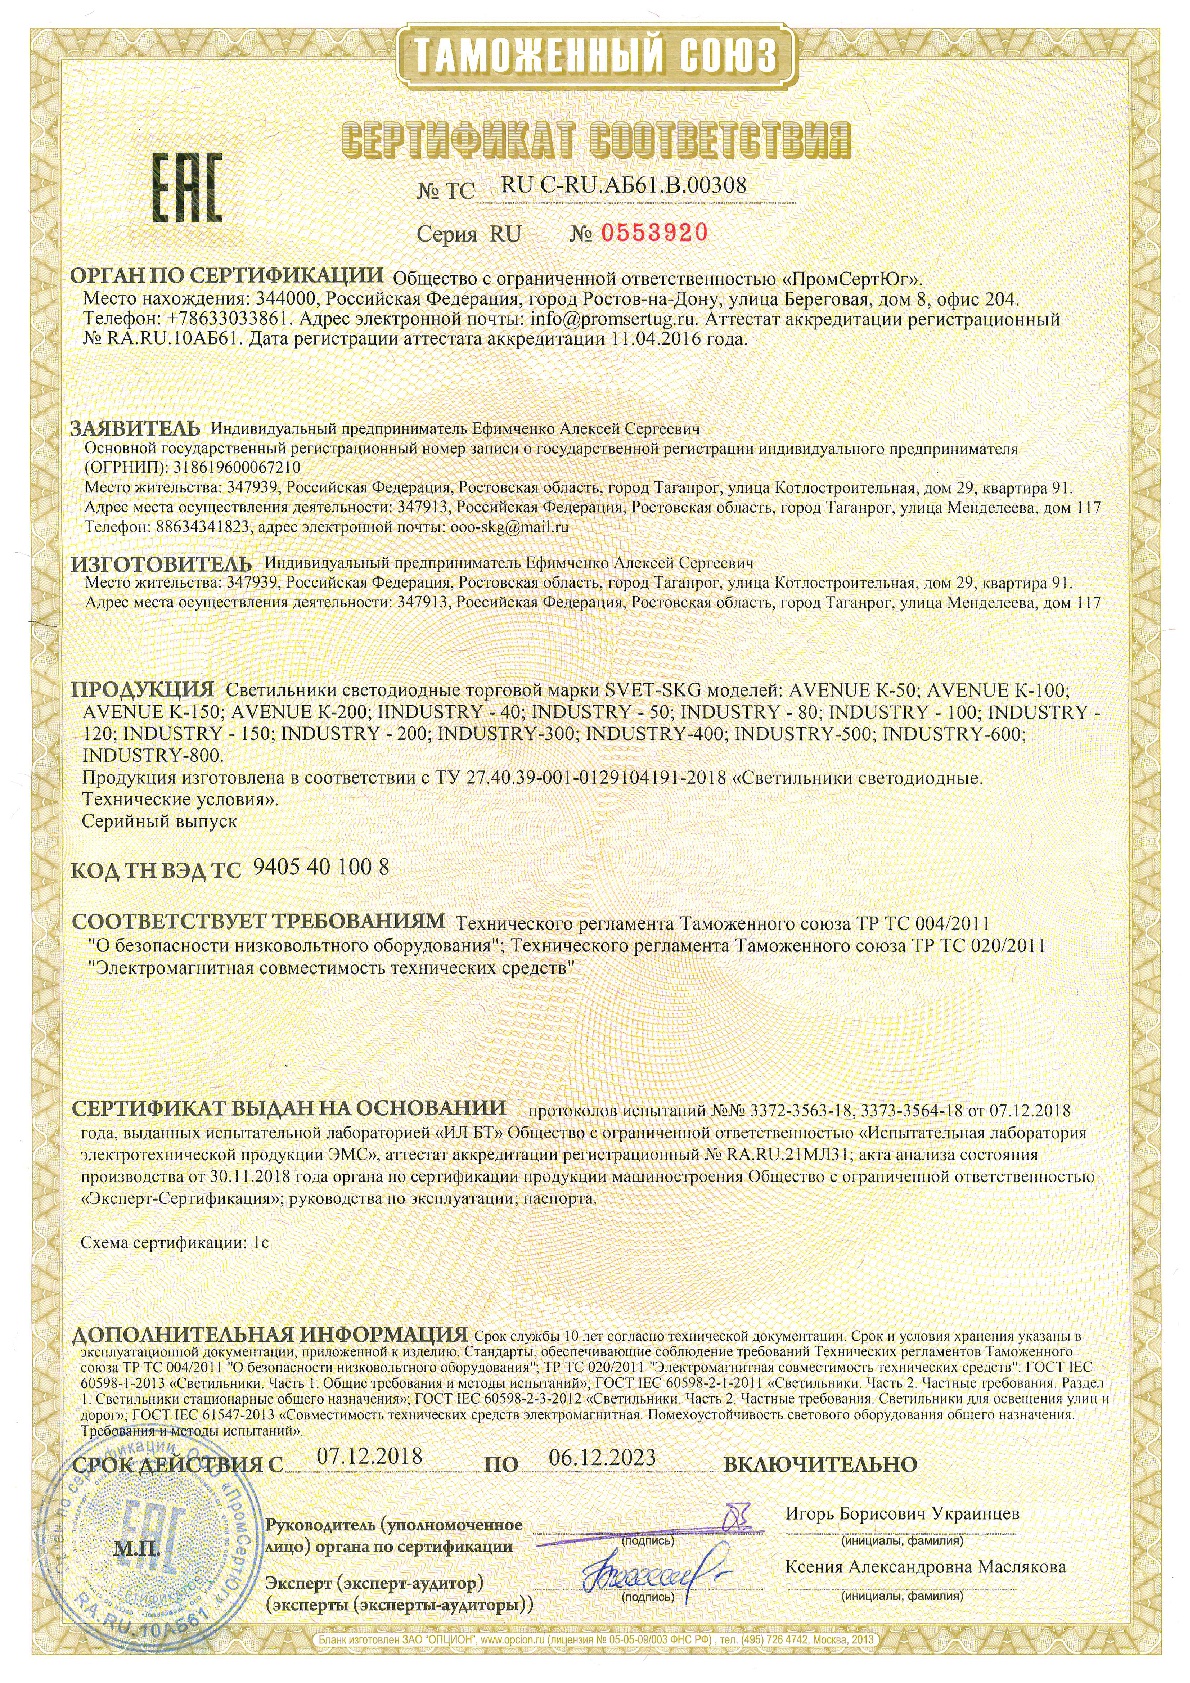 ТАМОЖЕННЫЙ СОЮЗ
СЕРТИФИКАТ СООТВЕТСТВИЯ
EAC
№ ТС RU C-RU.АБ61.В.00308
Серия RU № 0553920
ОРГАН ПО СЕРТИФИКАЦИИ Общество с ограниченной ответственностью «ПромСертЮг».
Место нахождения: 344000, Российская Федерация, город Ростов-на-Дону, улица Береговая, дом 8, офис 204.
Телефон: +78633033861. Адрес электронной почты: info@promsertug.ru. Аттестат аккредитации регистрационный
№ RA.RU.10АБ61. Дата регистрации аттестата аккредитации 11.04.2016 года.
ЗАЯВИТЕЛЬ Индивидуальный предприниматель Ефимченко Алексей Сергеевич
Основной государственный регистрационный номер записи о государственной регистрации индивидуального предпринимателя
(ОГРНИП): 318619600067210
Место жительства: 347939, Российская Федерация, Ростовская область, город Таганрог, улица Котлостроительная, дом 29, квартира 91.
Адрес места осуществления деятельности: 347913, Российская Федерация, Ростовская область, город Таганрог, улица Менделеева, дом 117
Телефон: 88634341823, адрес электронной почты: ooo-skg@mail.ru
ИЗГОТОВИТЕЛЬ Индивидуальный предприниматель Ефимченко Алексей Сергеевич
Место жительства: 347939, Российская Федерация, Ростовская область, город Таганрог, улица Котлостроительная, дом 29, квартира 91.
Адрес места осуществления деятельности: 347913, Российская Федерация, Ростовская область, город Таганрог, улица Менделеева, дом 117
ПРОДУКЦИЯ Светильники светодиодные торговой марки SVET-SKG моделей: AVENUE K-50; AVENUE K-100;
AVENUE K-150; AVENUE K-200; IINDUSTRY - 40; INDUSTRY - 50; INDUSTRY - 80; INDUSTRY - 100; INDUSTRY -
120; INDUSTRY - 150; INDUSTRY - 200; INDUSTRY-300; INDUSTRY-400; INDUSTRY-500; INDUSTRY-600;
INDUSTRY-800.
Продукция изготовлена в соответствии с ТУ 27.40.39-001-0129104191-2018 «Светильники светодиодные.
Технические условия».
Серийный выпуск
КОД ТН ВЭД ТС 9405 40 100 8
СООТВЕТСТВУЕТ ТРЕБОВАНИЯМ Технического регламента Таможенного союза ТР ТС 004/2011
"О безопасности низковольтного оборудования"; Технического регламента Таможенного союза ТР ТС 020/2011
"Электромагнитная совместимость технических средств"
СЕРТИФИКАТ ВЫДАН НА ОСНОВАНИИ протоколов испытаний №№ 3372-3563-18, 3373-3564-18 от 07.12.2018
года, выданных испытательной лабораторией «ИЛ БТ» Общество с ограниченной ответственностью «Испытательная лаборатория
электротехнической продукции ЭМС», аттестат аккредитации регистрационный № RA.RU.21МЛ31; акта анализа состояния
производства от 30.11.2018 года органа по сертификации продукции машиностроения Общество с ограниченной ответственностью
«Эксперт-Сертификация»; руководства по эксплуатации; паспорта.
Схема сертификации: 1с
ДОПОЛНИТЕЛЬНАЯ ИНФОРМАЦИЯ Срок службы 10 лет согласно технической документации. Срок и условия хранения указаны в
эксплуатационной документации, приложенной к изделию. Стандарты, обеспечивающие соблюдение требований Технических регламентов Таможенного
союза ТР ТС 004/2011 "О безопасности низковольтного оборудования"; ТР ТС 020/2011 "Электромагнитная совместимость технических средств": ГОСТ IEC
60598-1-2013 «Светильники. Часть 1. Общие требования и методы испытаний»; ГОСТ IEC 60598-2-1-2011 «Светильники. Часть 2. Частные требования. Раздел
1. Светильники стационарные общего назначения»; ГОСТ IEC 60598-2-3-2012 «Светильники. Часть 2. Частные требования. Светильники для освещения улиц и
дорог»; ГОСТ IEC 61547-2013 «Совместимость технических средств электромагнитная. Помехоустойчивость светового оборудования общего назначения.
Требования и методы испытаний».
СРОК ДЕЙСТВИЯ С 07.12.2018 ПО 06.12.2023 ВКЛЮЧИТЕЛЬНО
М.П.
Руководитель (уполномоченное
лицо) органа по сертификации
(подпись)
Игорь Борисович Украинцев
(инициалы, фамилия)
Эксперт (эксперт-аудитор)
(эксперты (эксперты-аудиторы))
(подпись)
Ксения Александровна Маслякова
(инициалы, фамилия)
по сертификации ООО «ПромСертЮг»
RA.RU.10АБ61
Бланк изготовлен ЗАО "ОПЦИОН", www.opcion.ru (лицензия № 05-05-09/003 ФНС РФ), тел. (495) 726 4742, Москва, 2013